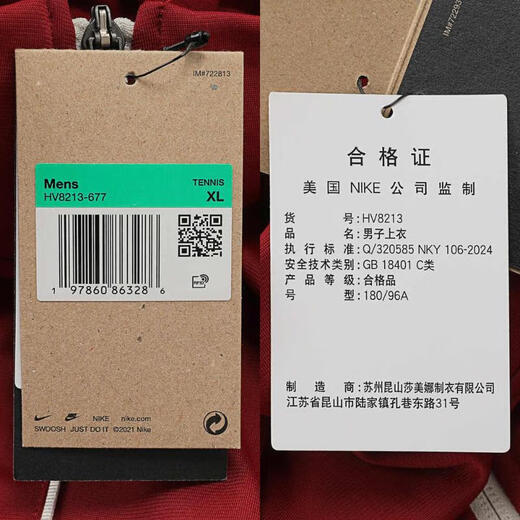 IM#722813
Mens
TENNIS
HV8213-677
XL
RFID
1 97860 86328 6
NIKE
nike.com
SWOOSH JUST DO IT ©2021 Nike
合格证
美国 NIKE 公司监制
货号:HV8213
品名:男子上衣
执行标准:Q/320585 NKY 106-2024
安全技术类别:GB 18401 C类
产品等级:合格品
号型:180/96A
制造商:苏州昆山莎美娜制衣有限公司
江苏省昆山市陆家镇孔巷东路31号